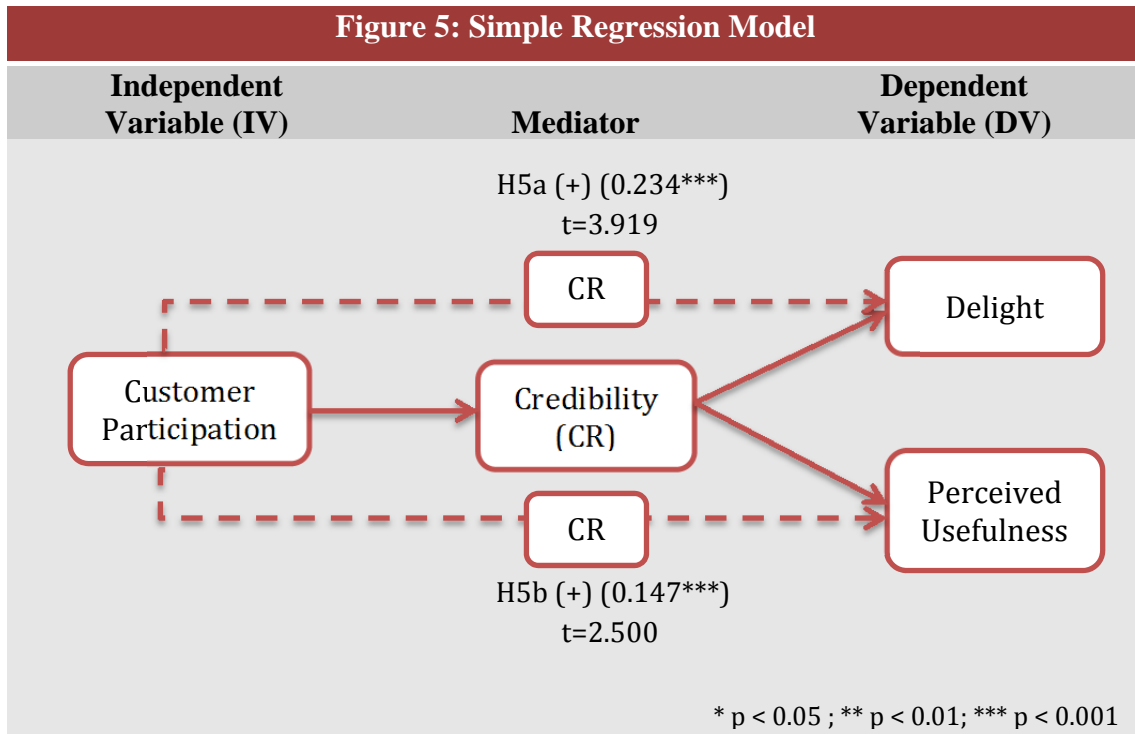 Figure 5: Simple Regression Model
Independent
Variable (IV)
Mediator
Dependent
Variable (DV)
H5a (+) (0.234***)
t=3.919
CR
Delight
Customer
Participation
Credibility
(CR)
Perceived
Usefulness
CR
H5b (+) (0.147***)
t=2.500
* p < 0.05 ; ** p < 0.01; *** p < 0.001